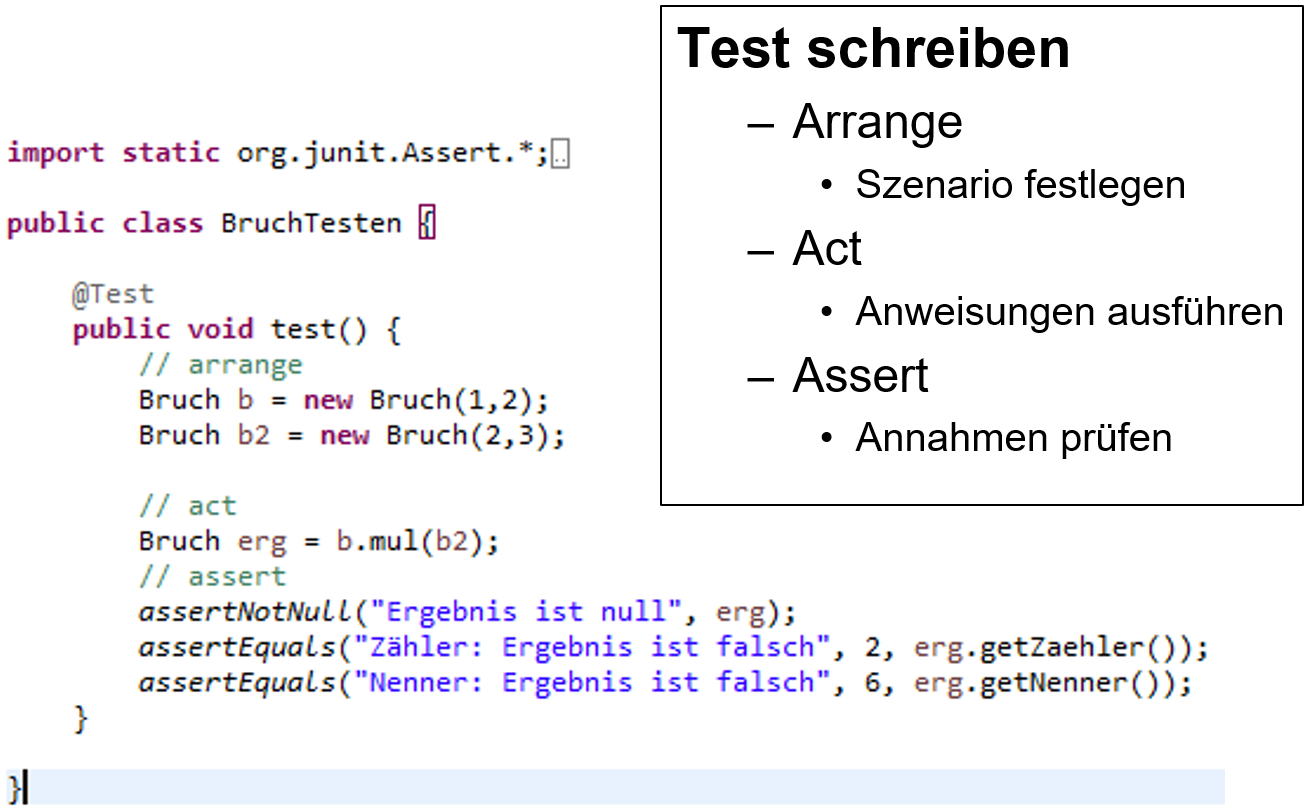 Test schreiben
– Arrange
• Szenario festlegen
– Act
• Anweisungen ausführen
– Assert
• Annahmen prüfen
import static org.junit.Assert.*;
public class BruchTesten {
@Test
public void test() {
// arrange
Bruch b = new Bruch(1,2);
Bruch b2 = new Bruch(2,3);
// act
Bruch erg = b.mul(b2);
// assert
assertNotNull("Ergebnis ist null", erg);
assertEquals("Zähler: Ergebnis ist falsch", 2, erg.getZaehler());
assertEquals("Nenner: Ergebnis ist falsch", 6, erg.getNenner());
}
}